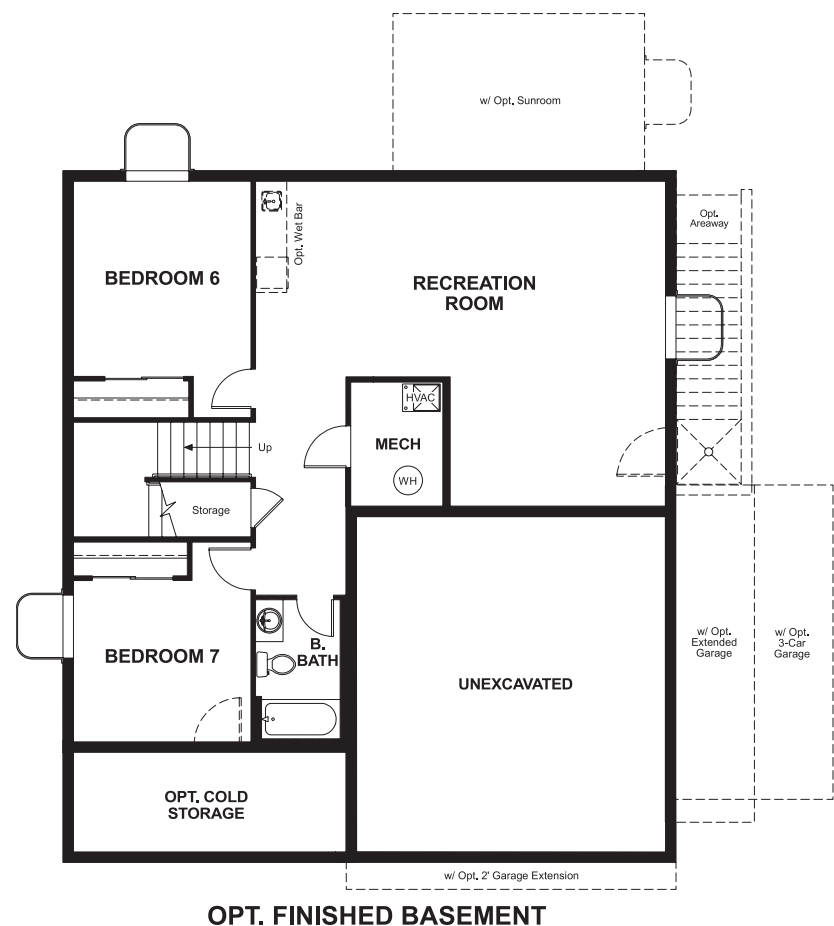 w/ Opt. Sunroom
Opt.
Areaway
Opt. Wet Bar
BEDROOM 6
RECREATION
ROOM
HVAC
MECH
WH
Up
Storage
BEDROOM 7
B.
BATH
UNEXCAVATED
w/ Opt.
Extended
Garage
w/ Opt.
3-Car
Garage
OPT. COLD
STORAGE
w/ Opt. 2' Garage Extension
OPT. FINISHED BASEMENT